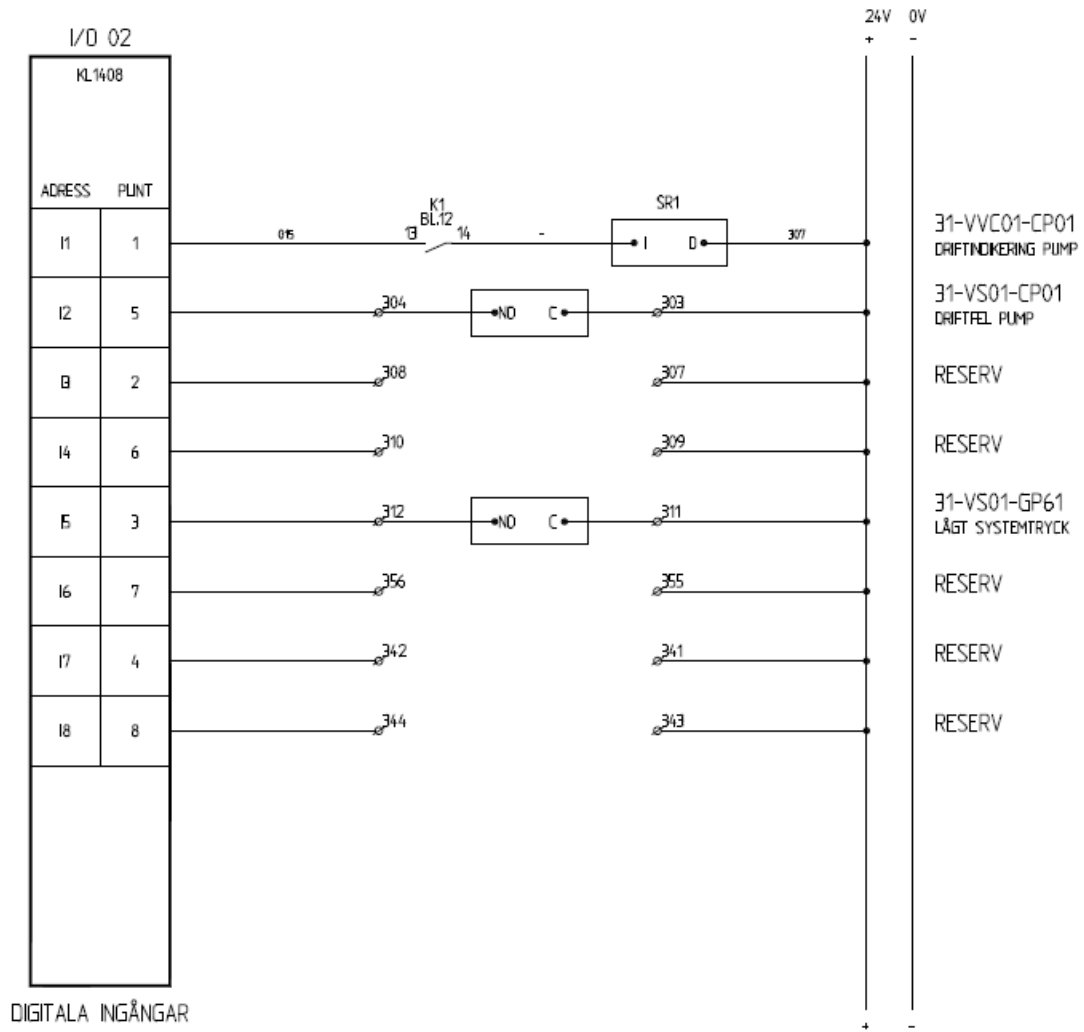 24V 0V
+ -
I/O 02
KL1408
ADRESS PLINT
I1 1 015 K1 BL.12 13 14 - SR1 I O 307 31-VVC01-CP01
DRIFTINDIKERING PUMP
I2 5 304 NO C 303 31-VS01-CP01
DRIFTFEL PUMP
I3 2 308 307 RESERV
I4 6 310 309 RESERV
I5 3 312 NO C 311 31-VS01-GP61
LÅGT SYSTEMTRYCK
I6 7 356 355 RESERV
I7 4 342 341 RESERV
I8 8 344 343 RESERV
DIGITALA INGÅNGAR
+ -